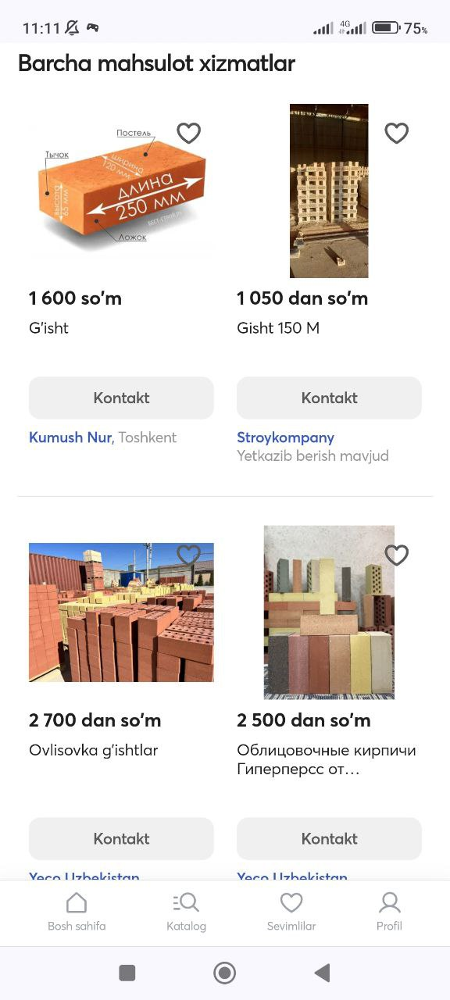 11:11
4G
75%
Barcha mahsulot xizmatlar
Постель
Тычок
ширина
120 мм
высота
65 мм
длина
250 мм
БЕСТ-СТРОЙ.РУ
Ложок
1 600 so'm
G'isht
Kontakt
Kumush Nur, Toshkent
1 050 dan so'm
Gisht 150 M
Kontakt
Stroykompany
Yetkazib berish mavjud
2 700 dan so'm
Ovlisovka g'ishtlar
Kontakt
Yeco Uzbekistan
2 500 dan so'm
Облицовочные кирпичи
Гиперперсс от...
Kontakt
Yeco Uzbekistan
Bosh sahifa
Katalog
Sevimlilar
Profil